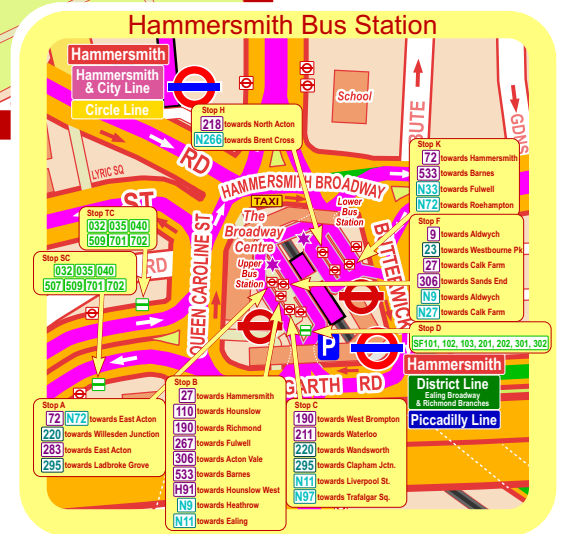 Hammersmith Bus Station
Hammersmith
Hammersmith
& City Line
Circle Line
School
Stop H
218 towards North Acton
N266 towards Brent Cross
Stop K
72 towards Hammersmith
533 towards Barnes
N33 towards Fulwell
N72 towards Roehampton
BUTE
GDNS
RD
LYRIC SQ
ST
RD
HAMMERSMITH BROADWAY
TAXI
Lower
Bus
Station
The
Broadway
Centre
Upper
Bus
Station
QUEEN CAROLINE ST
BUTTERWICK
Stop TC
032 035 040
509 701 702
Stop SC
032 035 040
507 509 701 702
Stop F
9 towards Aldwych
23 towards Westbourne Pk
27 towards Calk Farm
306 towards Sands End
N9 towards Aldwych
N27 towards Calk Farm
Stop D
SF101, 102, 103, 201, 202, 301, 302
P
GARTH RD
Hammersmith
District Line
Ealing Broadway
& Richmond Branches
Piccadilly Line
Stop A
72 N72 towards East Acton
220 towards Willesden Junction
283 towards East Acton
295 towards Ladbroke Grove
Stop B
27 towards Hammersmith
110 towards Hounslow
190 towards Richmond
267 towards Fulwell
306 towards Acton Vale
533 towards Barnes
H91 towards Hounslow West
N9 towards Heathrow
N11 towards Ealing
Stop C
190 towards West Brompton
211 towards Waterloo
220 towards Wandsworth
295 towards Clapham Jctn.
N11 towards Liverpool St.
N97 towards Trafalgar Sq.